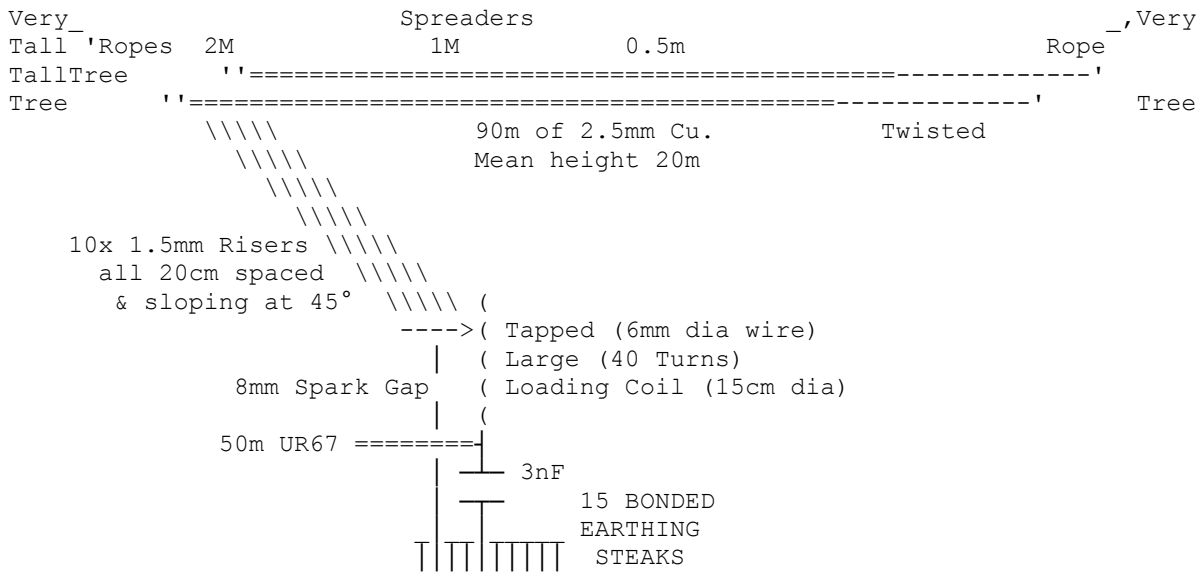 Very_ Spreaders _,Very
Tall 'Ropes 2M 1M 0.5m Rope
TallTree
Tree Tree
90m of 2.5mm Cu. Twisted
Mean height 20m
10x 1.5mm Risers
all 20cm spaced
& sloping at 45°
Tapped (6mm dia wire)
Large (40 Turns)
8mm Spark Gap Loading Coil (15cm dia)
50m UR67
3nF
15 BONDED
EARTHING
STEAKS